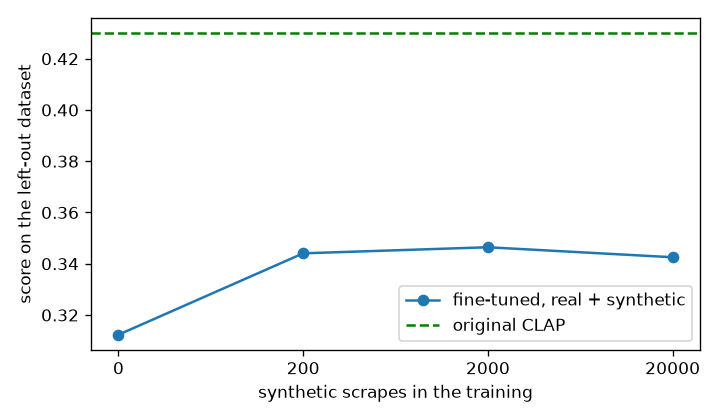 score on the left-out dataset
0.42
0.40
0.38
0.36
0.34
0.32
fine-tuned, real + synthetic
original CLAP
0
200
2000
20000
synthetic scrapes in the training